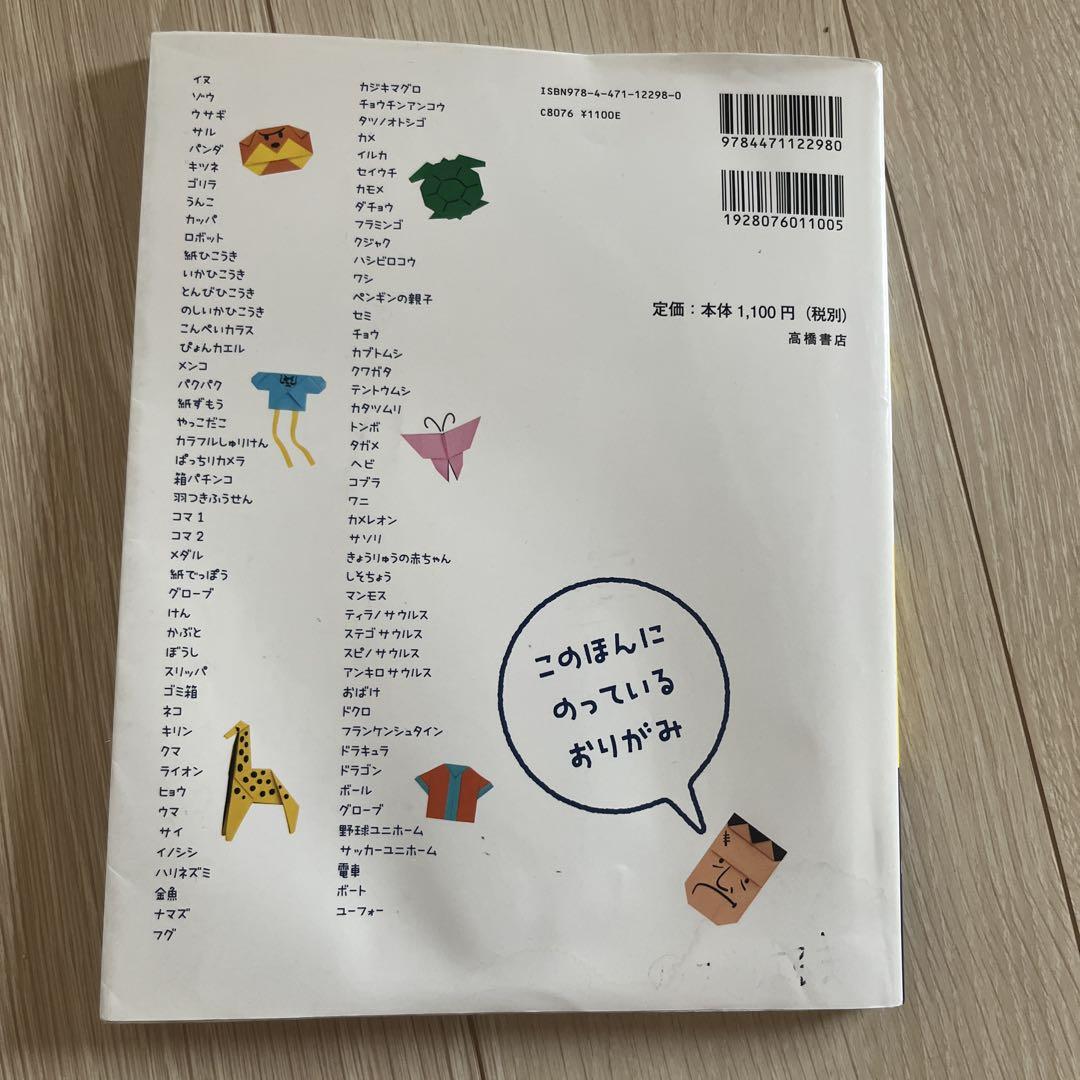 イヌ
ゾウ
ウサギ
サル
パンダ
キツネ
ゴリラ
うんこ
カッパ
ロボット
紙ひこうき
いかひこうき
とんびひこうき
のしいかひこうき
こんぺいカラス
ぴょんカエル
メンコ
パクパク
紙ずもう
やっこだこ
カラフルしゅりけん
ぱっちりカメラ
箱パチンコ
羽つきふうせん
コマ 1
コマ 2
メダル
紙でっぽう
グローブ
けん
かぶと
ぼうし
スリッパ
ゴミ箱
ネコ
キリン
クマ
ライオン
ヒョウ
ウマ
サイ
イノシシ
ハリネズミ
金魚
ナマズ
フグ
カジキマグロ
チョウチンアンコウ
タツノオトシゴ
カメ
イルカ
セイウチ
カモメ
ダチョウ
フラミンゴ
クジャク
ハシビロコウ
ワシ
ペンギンの親子
セミ
チョウ
カブトムシ
クワガタ
テントウムシ
カタツムリ
トンボ
タガメ
ヘビ
コブラ
ワニ
カメレオン
サソリ
きょうりゅうの赤ちゃん
しそちょう
マンモス
ティラノサウルス
ステゴサウルス
スピノサウルス
アンキロサウルス
おばけ
ドクロ
フランケンシュタイン
ドラキュラ
ドラゴン
ボール
グローブ
野球ユニホーム
サッカーユニホーム
電車
ボート
ユーフォー
ISBN978-4-471-12298-0
C8076 ¥1100E
9784471122980
1928076011005
定価：本体 1,100 円（税別）
高橋書店
このほんに
のっている
おりがみ